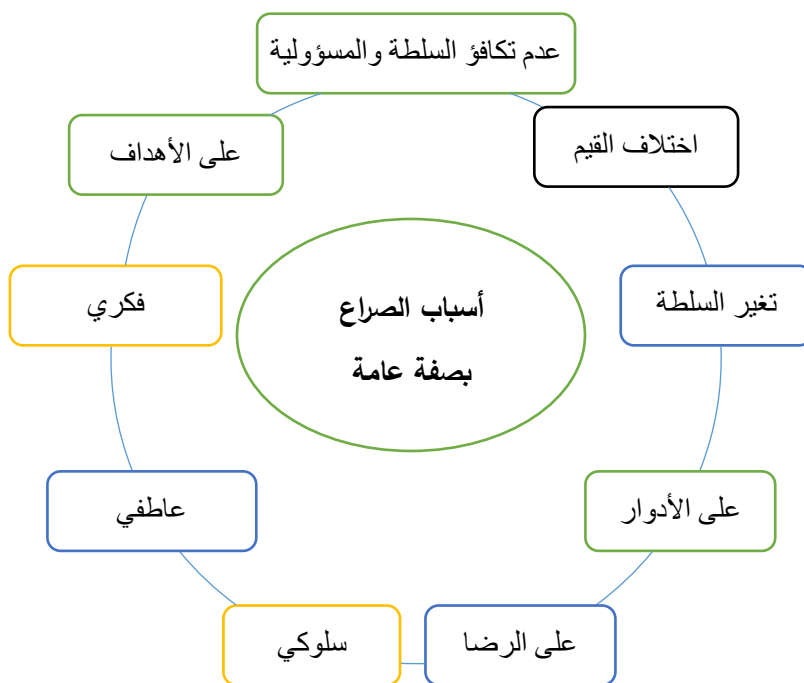 عدم تكافؤ السلطة والمسؤولية
اختلاف القيم
تغير السلطة
على الأدوار
على الرضا
سلوكي
عاطفي
فكري
على الأهداف
أسباب الصراع
بصفة عامة